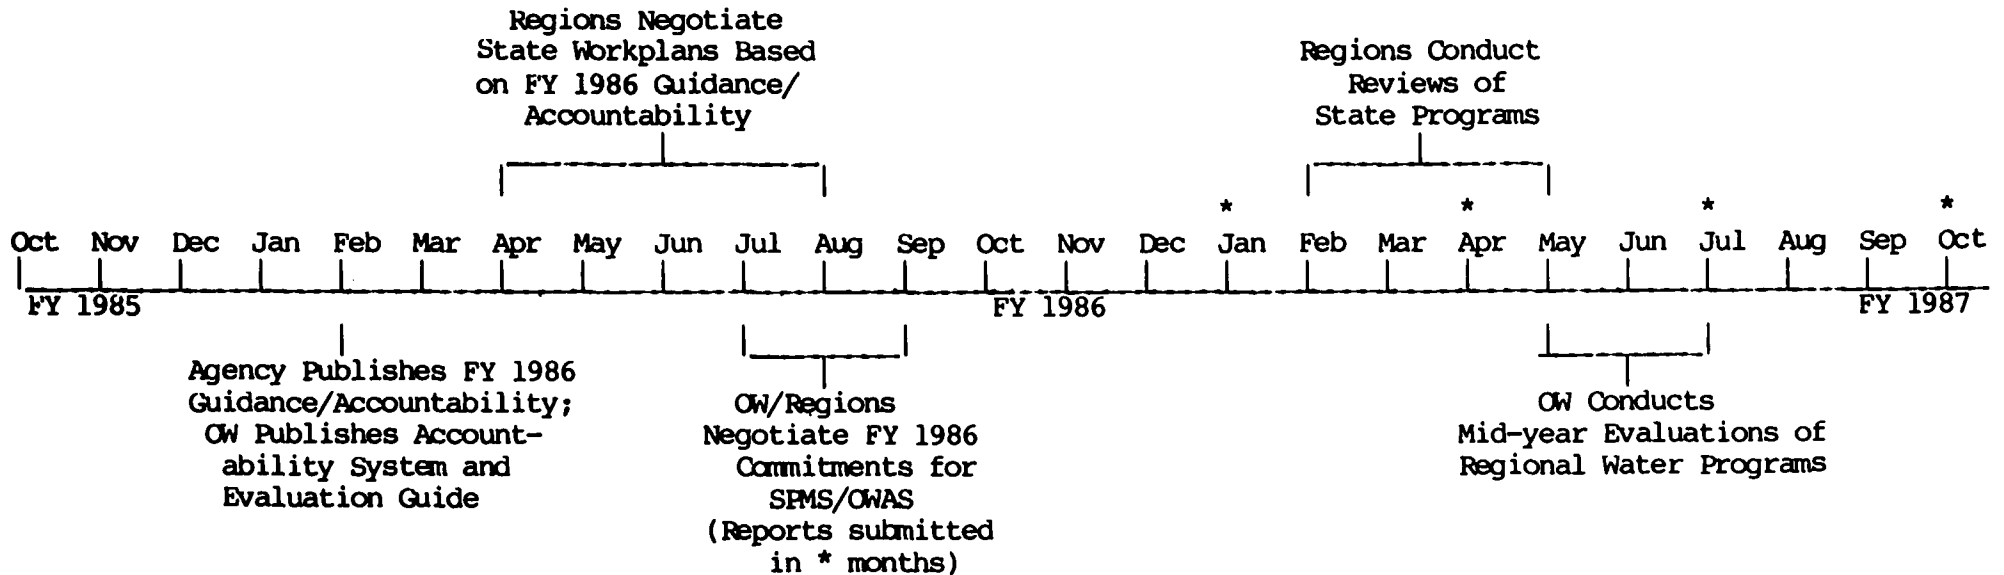 Regions Negotiate
State Workplans Based
on FY 1986 Guidance/
Accountability
Regions Conduct
Reviews of
State Programs
* * * *
Oct Nov Dec Jan Feb Mar Apr May Jun Jul Aug Sep Oct Nov Dec Jan Feb Mar Apr May Jun Jul Aug Sep Oct
FY 1985 FY 1986 FY 1987
Agency Publishes FY 1986
Guidance/Accountability;
OW Publishes Account-
ability System and
Evaluation Guide
OW/Regions
Negotiate FY 1986
Commitments for
SPMS/OWAS
(Reports submitted
in * months)
OW Conducts
Mid-year Evaluations of
Regional Water Programs